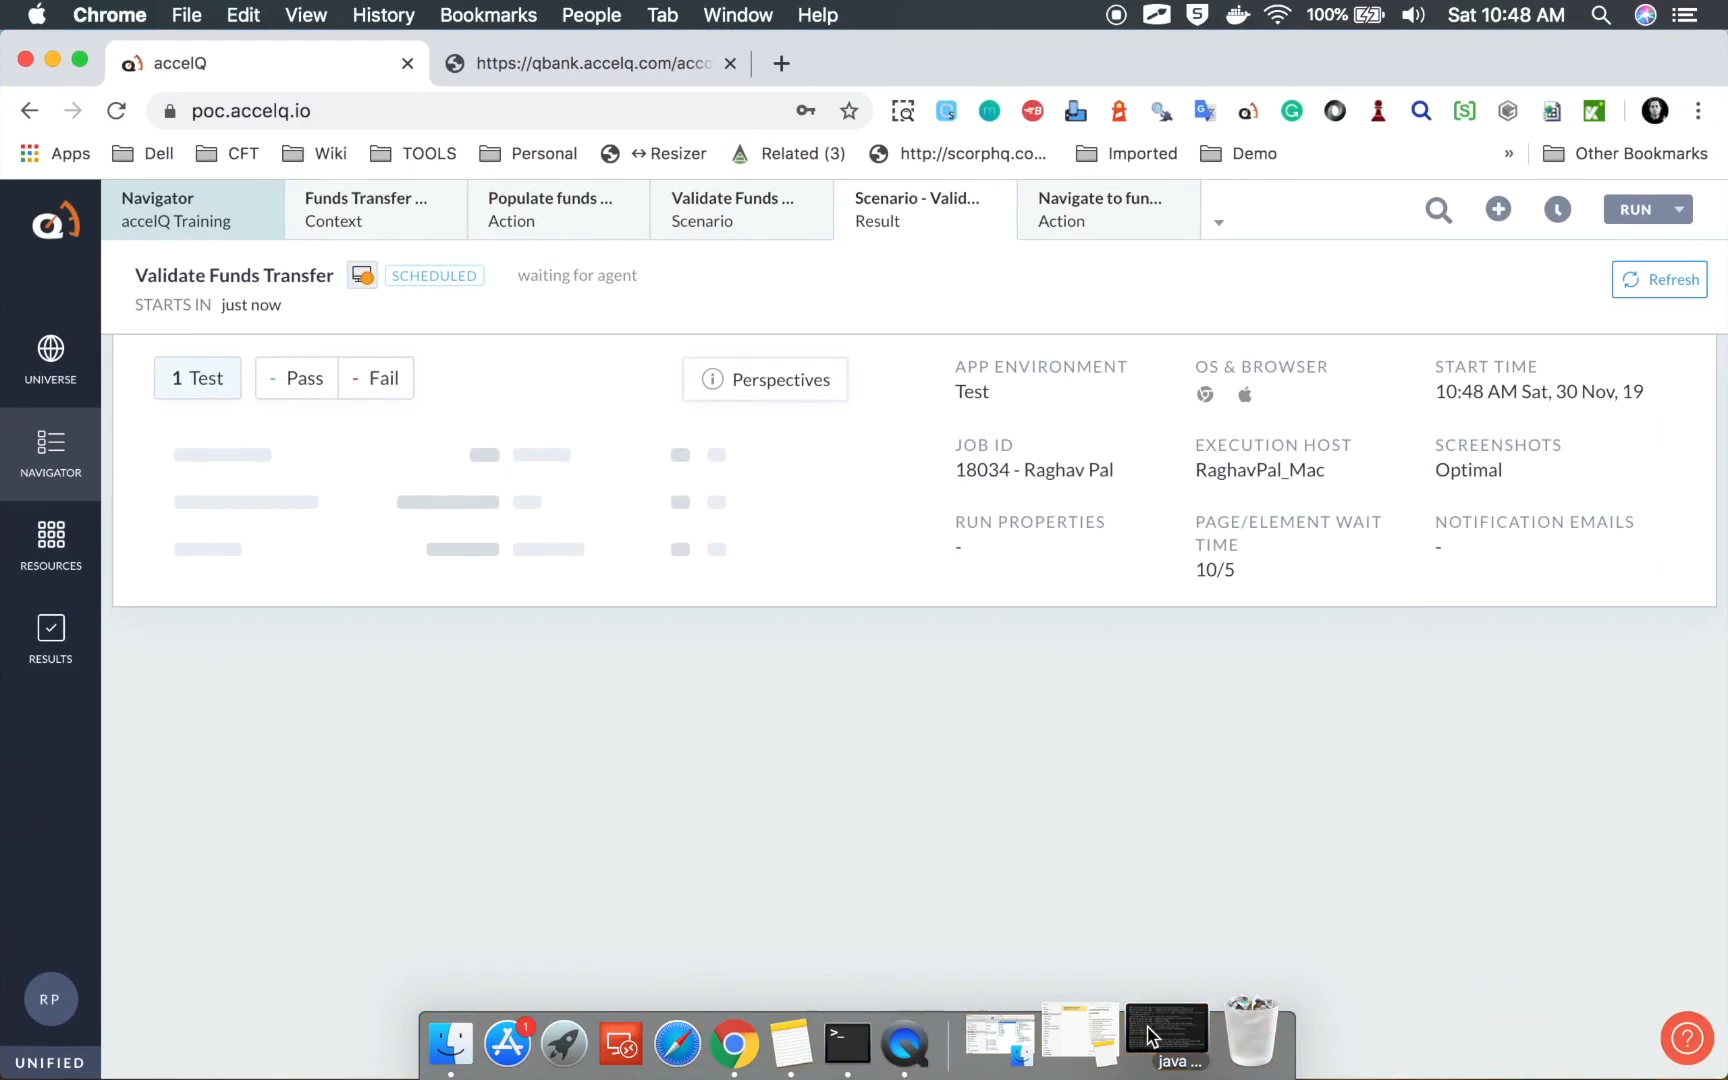 Chrome File Edit View History Bookmarks People Tab Window Help 100% Sat 10:48 AM
accelQ
https://qbank.accelq.com/acco
poc.accelq.io
Apps Dell CFT Wiki TOOLS Personal ↔Resizer Related (3) http://scorphq.co... Imported Demo » Other Bookmarks
Navigator
accelQ Training
Funds Transfer ...
Context
Populate funds ...
Action
Validate Funds ...
Scenario
Scenario - Valid...
Result
Navigate to fun...
Action
RUN
Validate Funds Transfer SCHEDULED waiting for agent
STARTS IN just now
Refresh
UNIVERSE
NAVIGATOR
RESOURCES
RESULTS
RP
UNIFIED
1 Test - Pass - Fail
Perspectives
APP ENVIRONMENT
Test
OS & BROWSER
START TIME
10:48 AM Sat, 30 Nov, 19
JOB ID
18034 - Raghav Pal
EXECUTION HOST
RaghavPal_Mac
SCREENSHOTS
Optimal
RUN PROPERTIES
-
PAGE/ELEMENT WAIT
TIME
10/5
NOTIFICATION EMAILS
-
1
>_
java ...
?